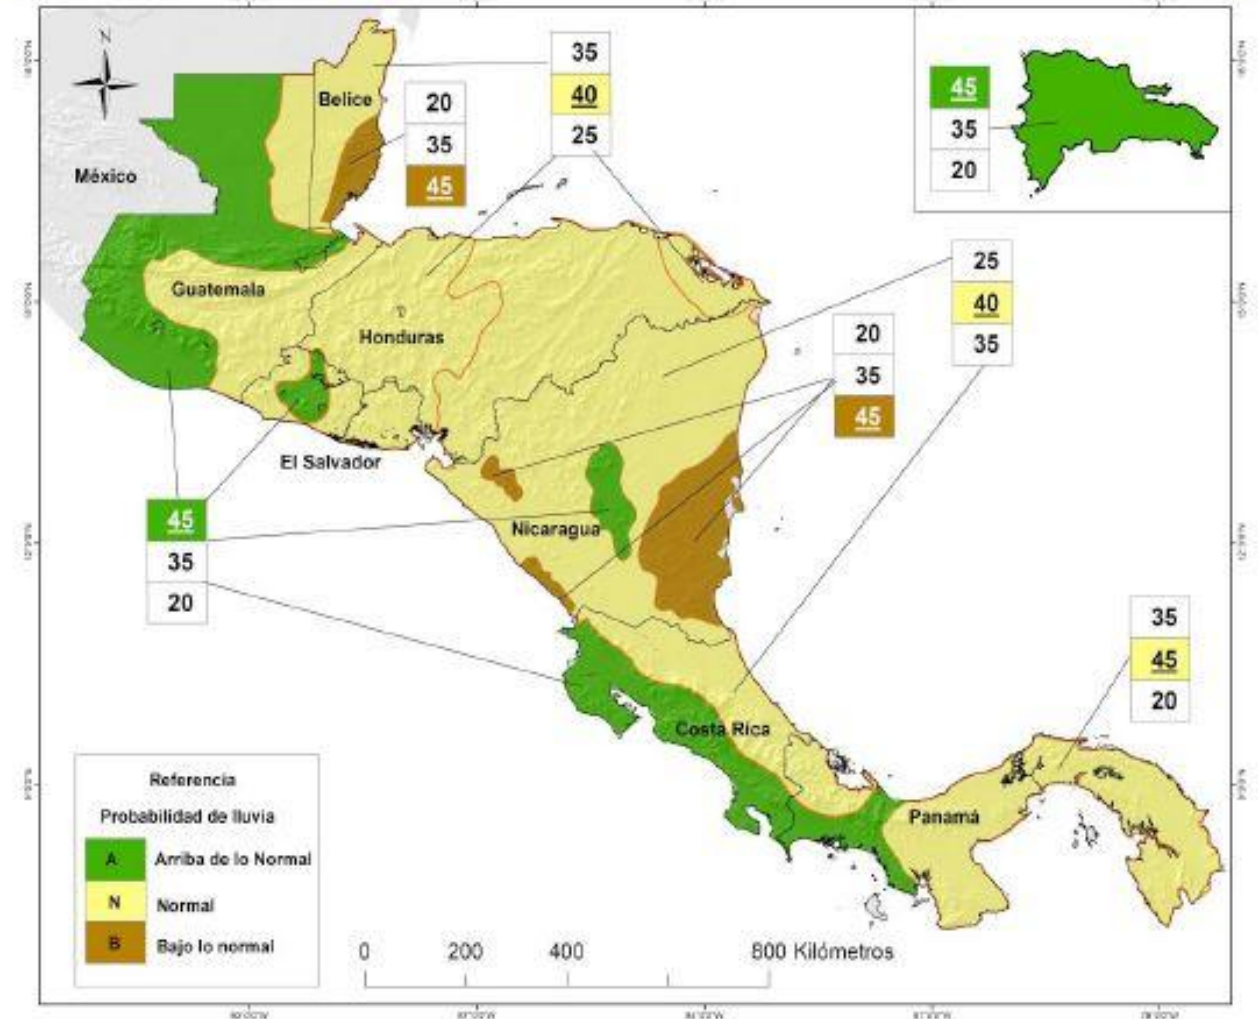 N
Belice
México
Guatemala
Honduras
El Salvador
Nicaragua
Costa Rica
Panamá
35
40
25
20
35
45
45
35
20
25
40
35
20
35
45
45
35
20
35
45
20
Referencia
Probabilidad de lluvia
A Arriba de lo Normal
N Normal
B Bajo lo normal
0 200 400 800 Kilómetros